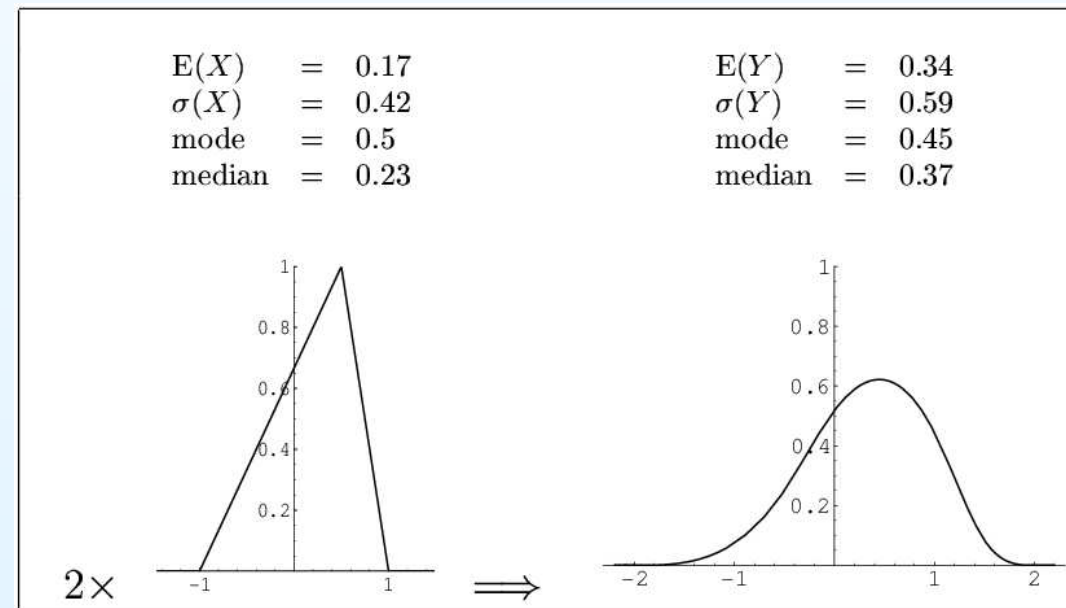 E(X) = 0.17
σ(X) = 0.42
mode = 0.5
median = 0.23
E(Y) = 0.34
σ(Y) = 0.59
mode = 0.45
median = 0.37
1
0.8
0.6
0.4
0.2
-1 1
1
0.8
0.6
0.4
0.2
-2 -1 1 2
2× ⟹